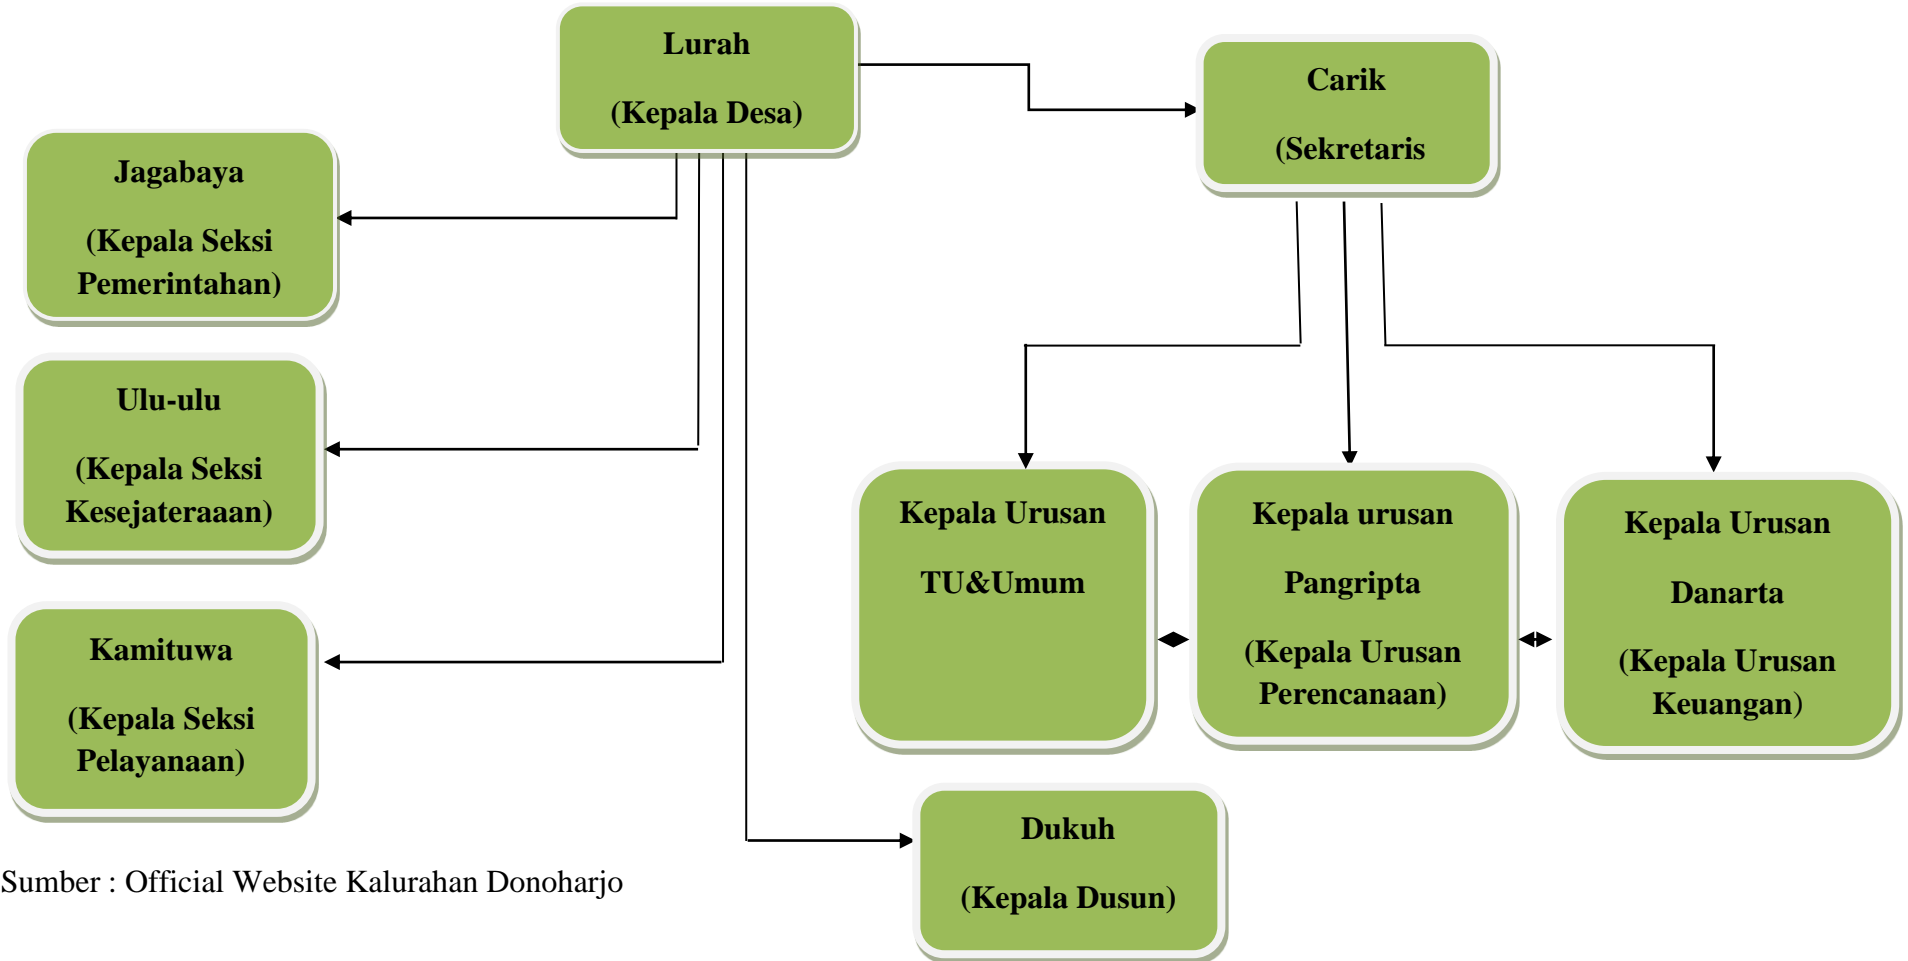 Lurah
(Kepala Desa)
Carik
(Sekretaris
Jagabaya
(Kepala Seksi
Pemerintahan)
Ulu-ulu
(Kepala Seksi
Kesejateraaan)
Kamituwa
(Kepala Seksi
Pelayanaan)
Kepala Urusan
TU&Umum
Kepala urusan
Pangripta
(Kepala Urusan
Perencanaan)
Kepala Urusan
Danarta
(Kepala Urusan
Keuangan)
Dukuh
(Kepala Dusun)
Sumber : Official Website Kalurahan Donoharjo